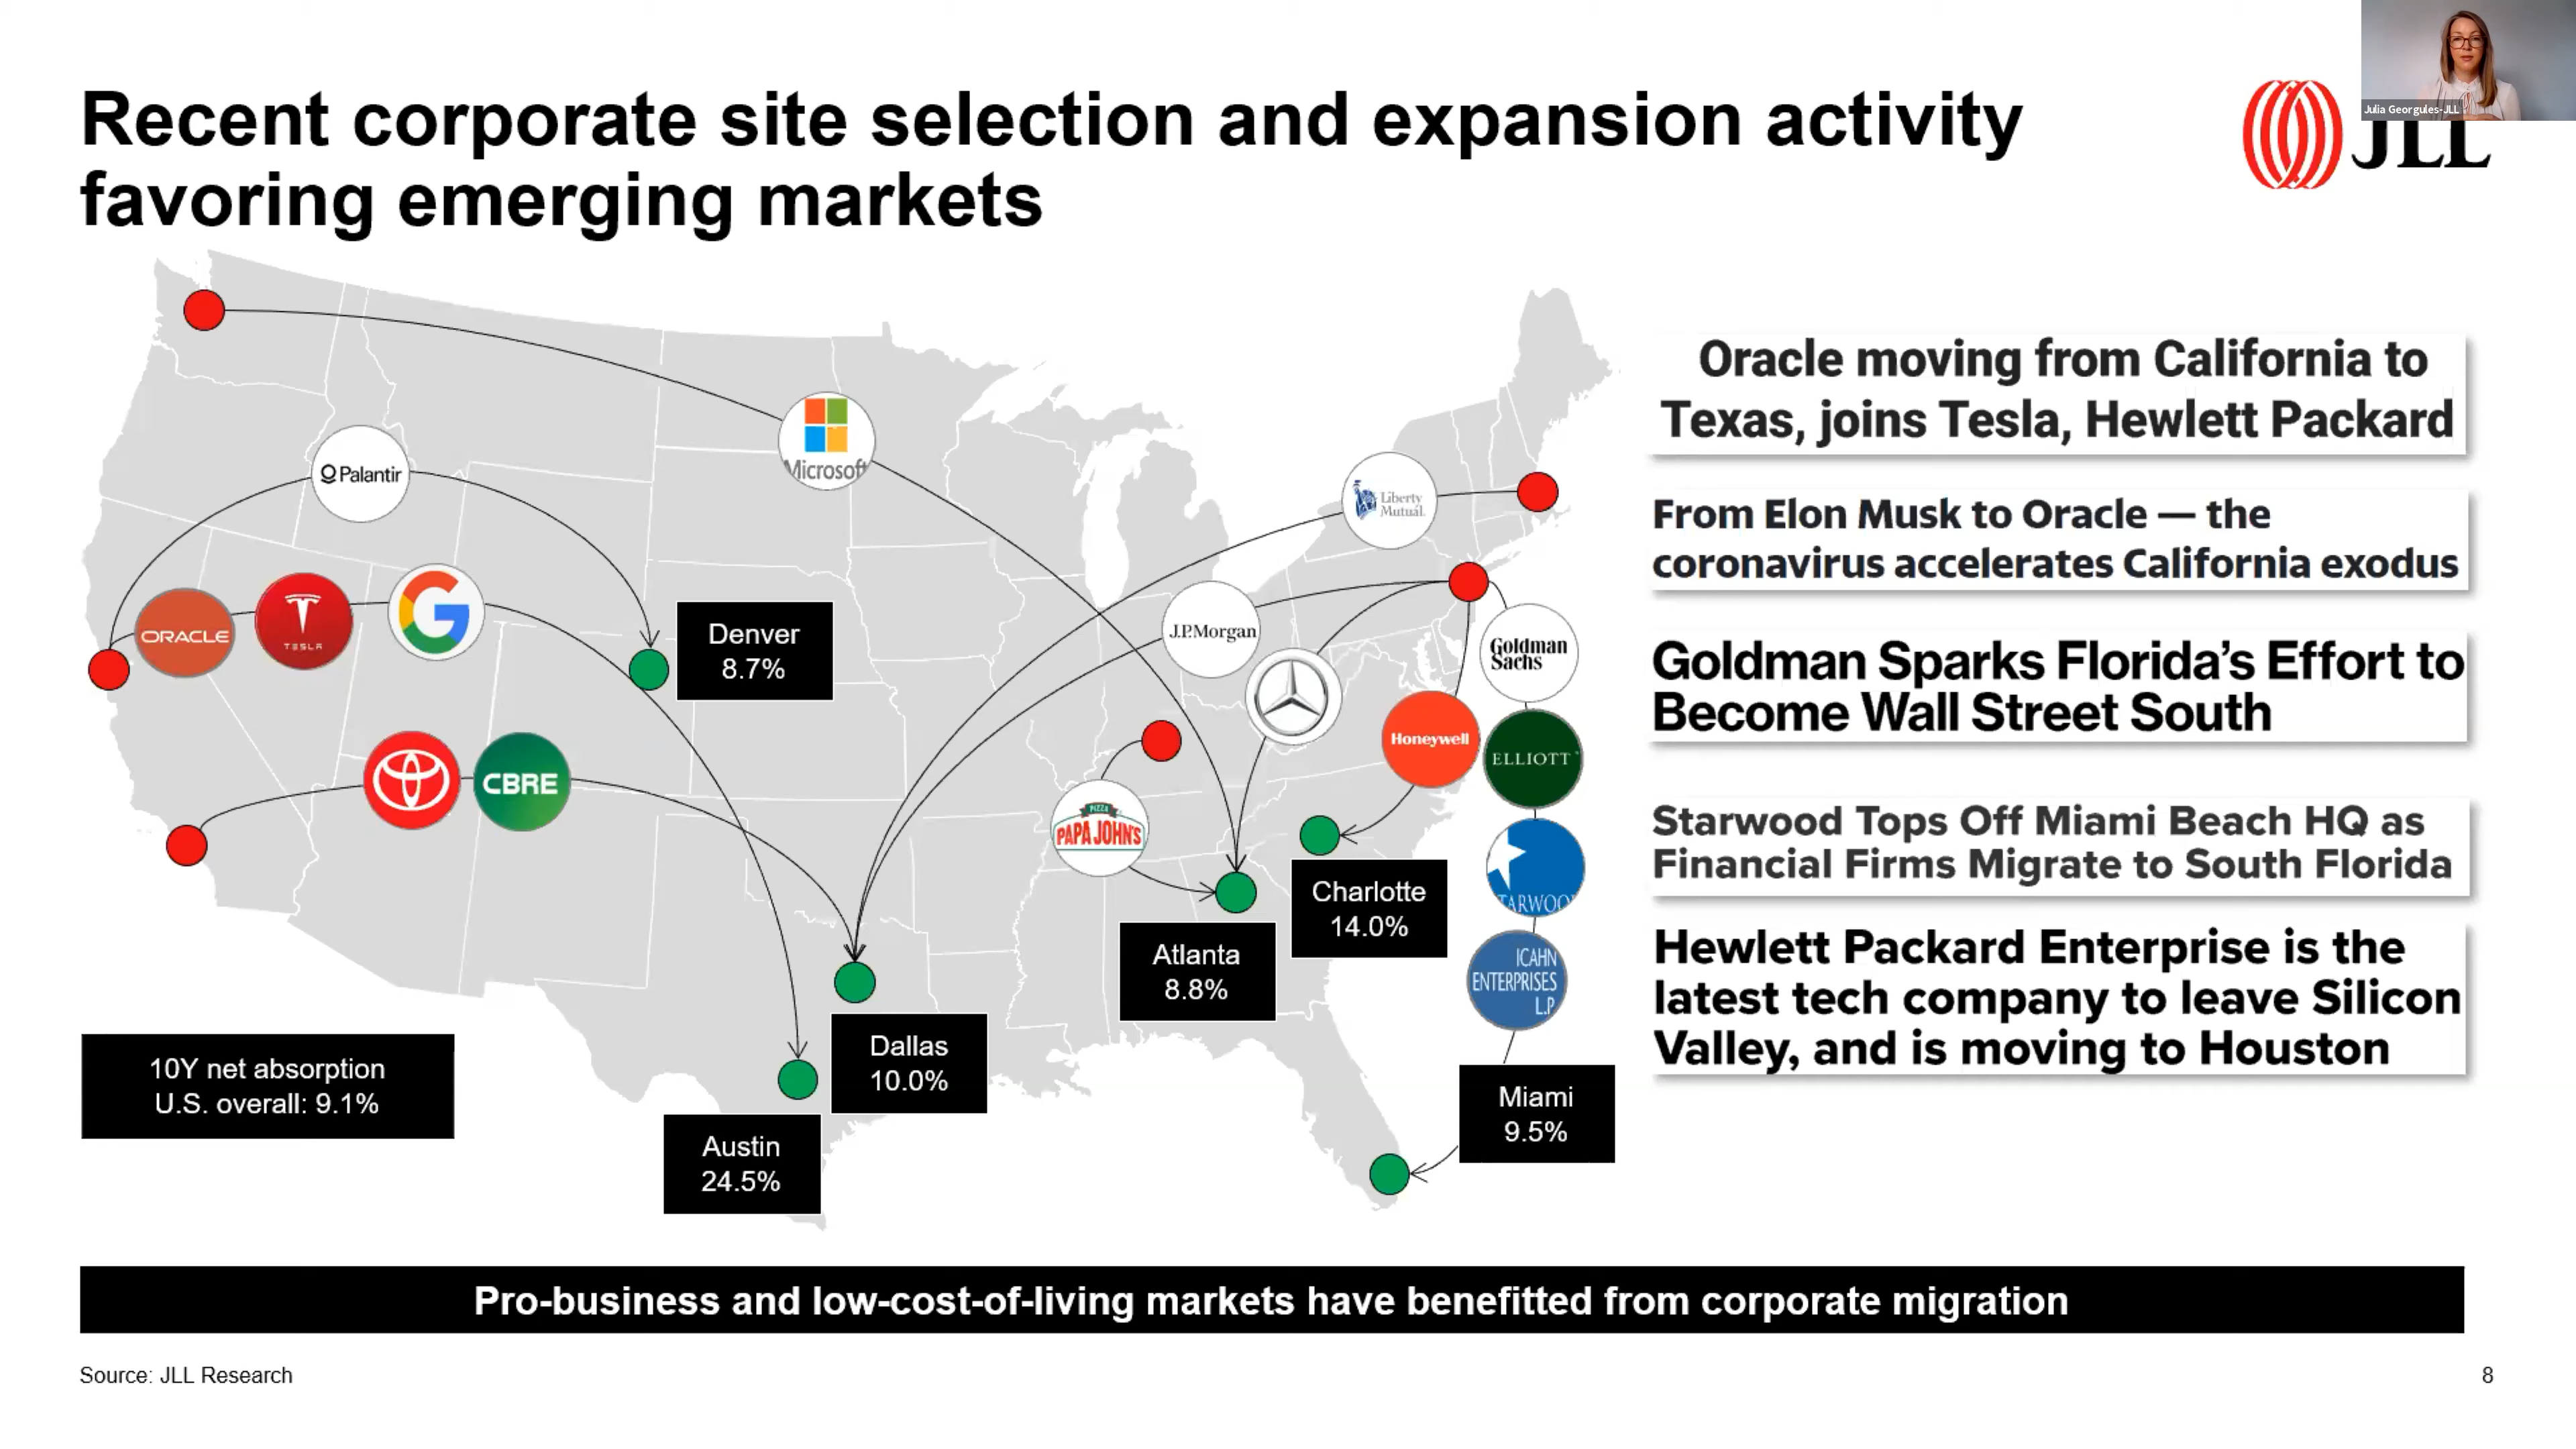 Julia Georgules-JLL
JLL
Recent corporate site selection and expansion activity
favoring emerging markets
Microsoft
Palantir
Liberty
Mutual.
ORACLE
TESLA
G
J.P.Morgan
Goldman
Sachs
Denver
8.7%
CBRE
Honeywell
ELLIOTT
PIZZA
PAPA JOHN'S
TARWOO
Charlotte
14.0%
Atlanta
8.8%
ICAHN
ENTERPRISES
L.P.
Dallas
10.0%
10Y net absorption
U.S. overall: 9.1%
Miami
9.5%
Austin
24.5%
Oracle moving from California to
Texas, joins Tesla, Hewlett Packard
From Elon Musk to Oracle — the
coronavirus accelerates California exodus
Goldman Sparks Florida’s Effort to
Become Wall Street South
Starwood Tops Off Miami Beach HQ as
Financial Firms Migrate to South Florida
Hewlett Packard Enterprise is the
latest tech company to leave Silicon
Valley, and is moving to Houston
Pro-business and low-cost-of-living markets have benefitted from corporate migration
Source: JLL Research
8